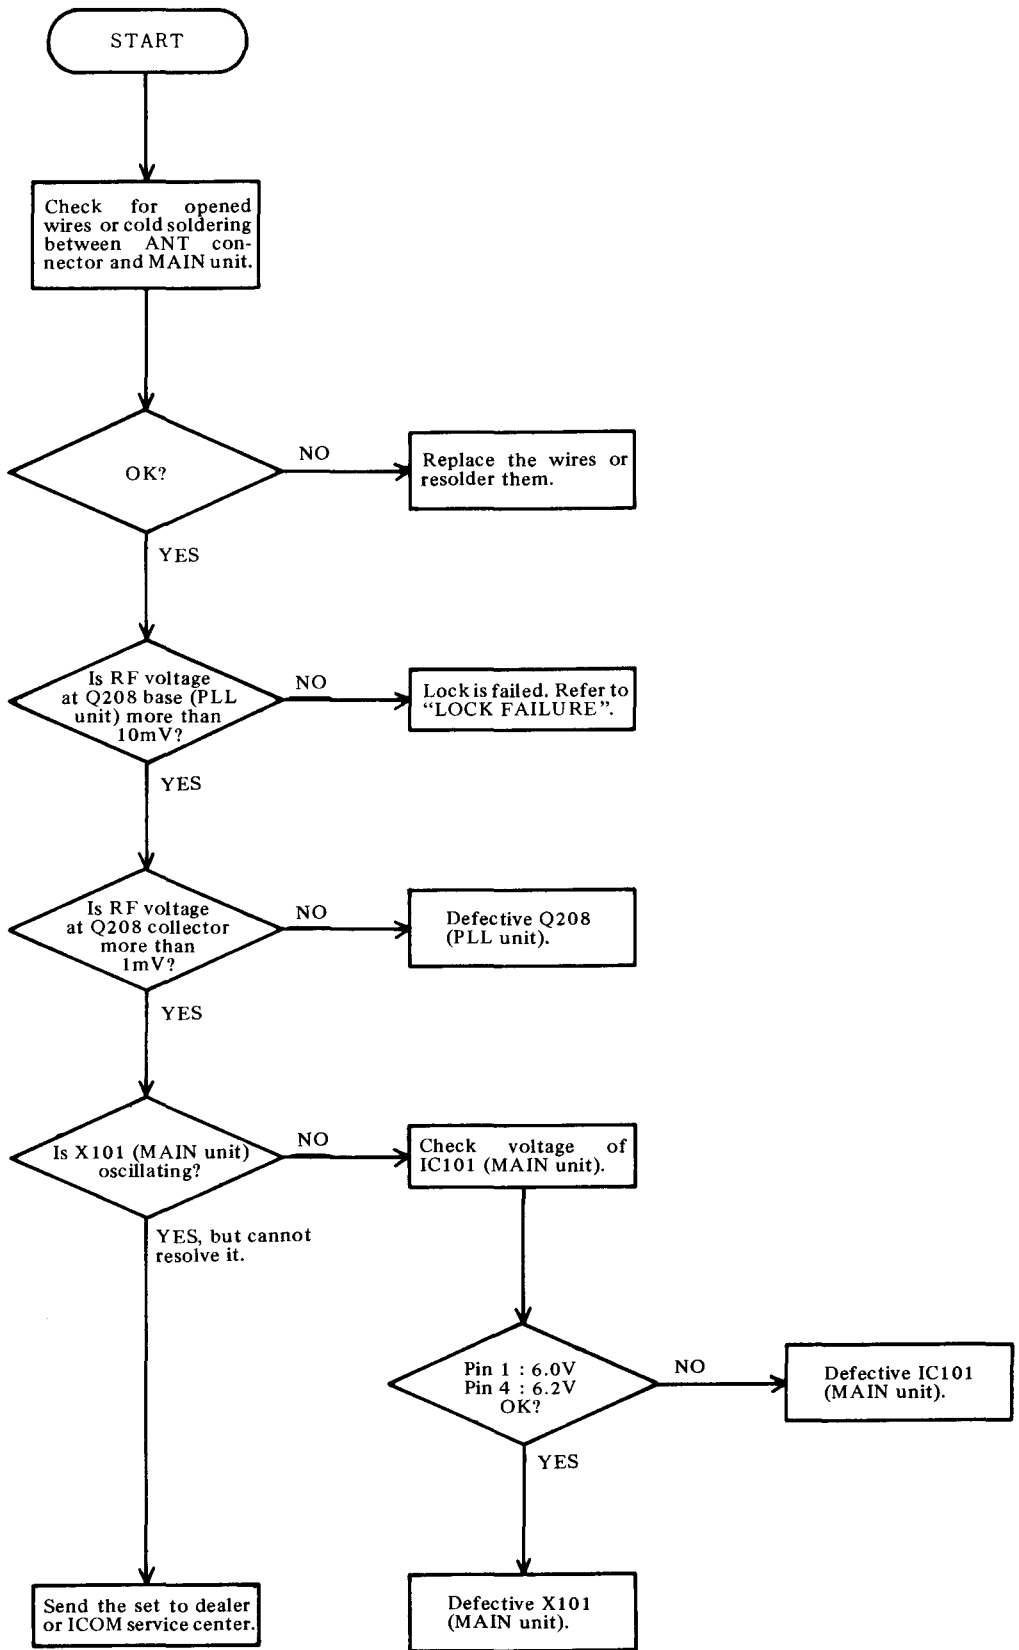 START
Check for opened
wires or cold soldering
between ANT con-
nector and MAIN unit.
OK?
NO
Replace the wires or
resolder them.
YES
Is RF voltage
at Q208 base (PLL
unit) more than
10mV?
NO
Lock is failed. Refer to
“LOCK FAILURE”.
YES
Is RF voltage
at Q208 collector
more than
1mV?
NO
Defective Q208
(PLL unit).
YES
Is X101 (MAIN unit)
oscillating?
NO
Check voltage of
IC101 (MAIN unit).
YES, but cannot
resolve it.
Pin 1 : 6.0V
Pin 4 : 6.2V
OK?
NO
Defective IC101
(MAIN unit).
YES
Send the set to dealer
or ICOM service center.
Defective X101
(MAIN unit).